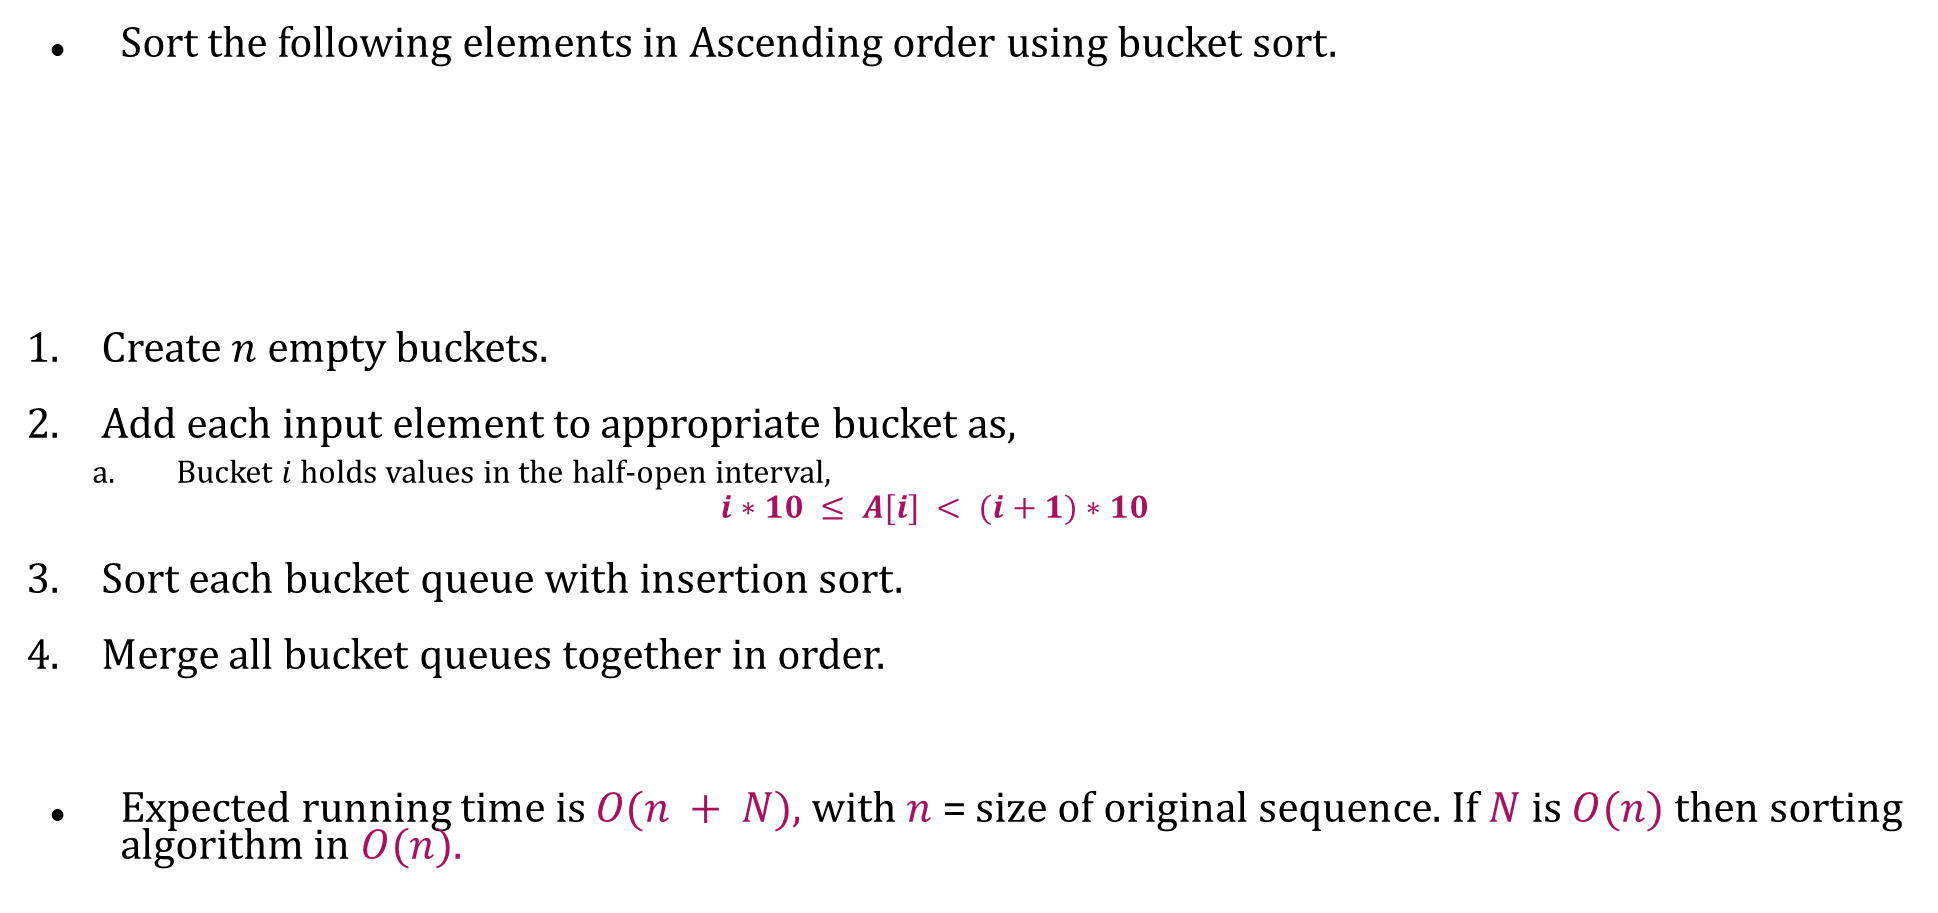 • Sort the following elements in Ascending order using bucket sort.
1. Create n empty buckets.
2. Add each input element to appropriate bucket as,
a. Bucket i holds values in the half-open interval,
i ∗ 10 ≤ A[i] < (i + 1) ∗ 10
3. Sort each bucket queue with insertion sort.
4. Merge all bucket queues together in order.
• Expected running time is O(n + N), with n = size of original sequence. If N is O(n) then sorting
algorithm in O(n).